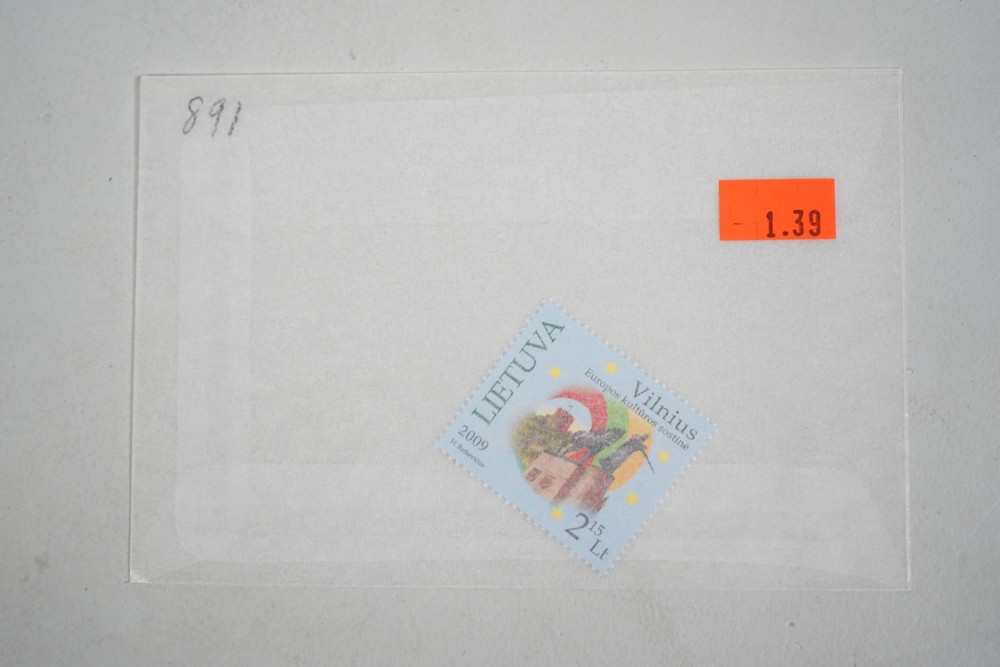 891
1.39
LIETUVA
Vilnius
Europos kultūros sostinė
2009
2 15
Lt